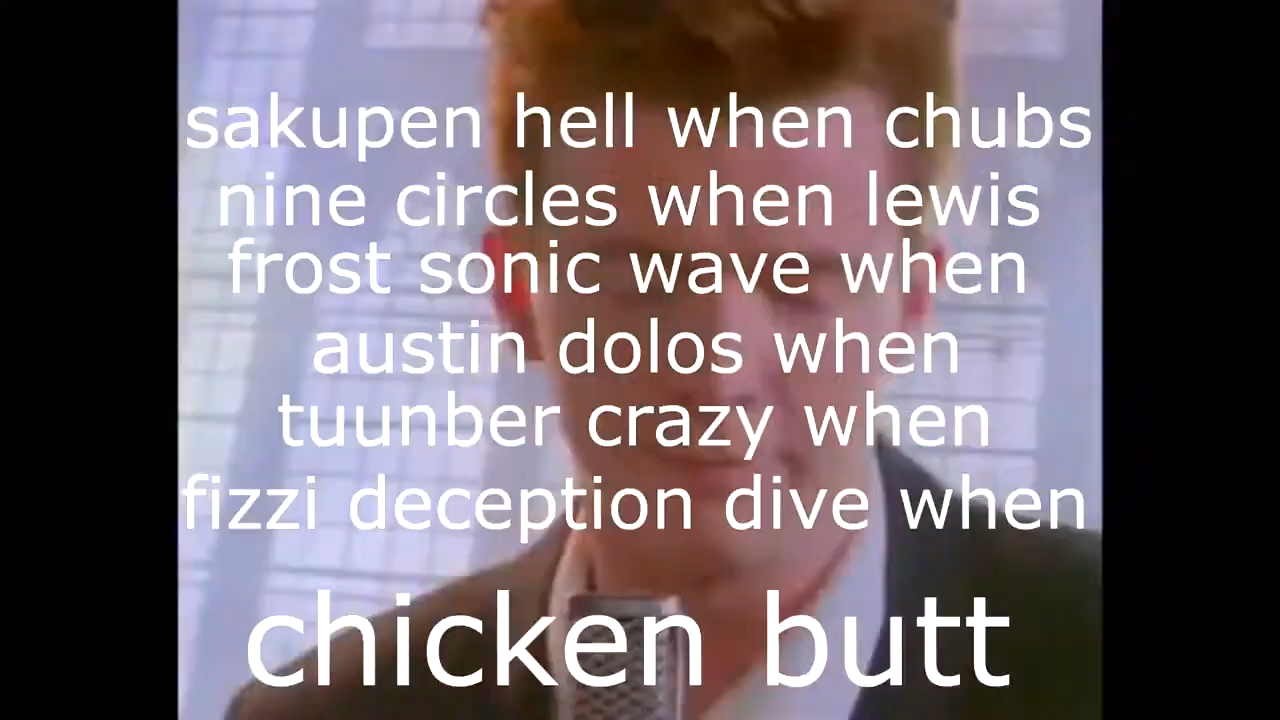 sakupen hell when chubs
nine circles when lewis
frost sonic wave when
austin dolos when
tuunber crazy when
fizzi deception dive when
chicken butt